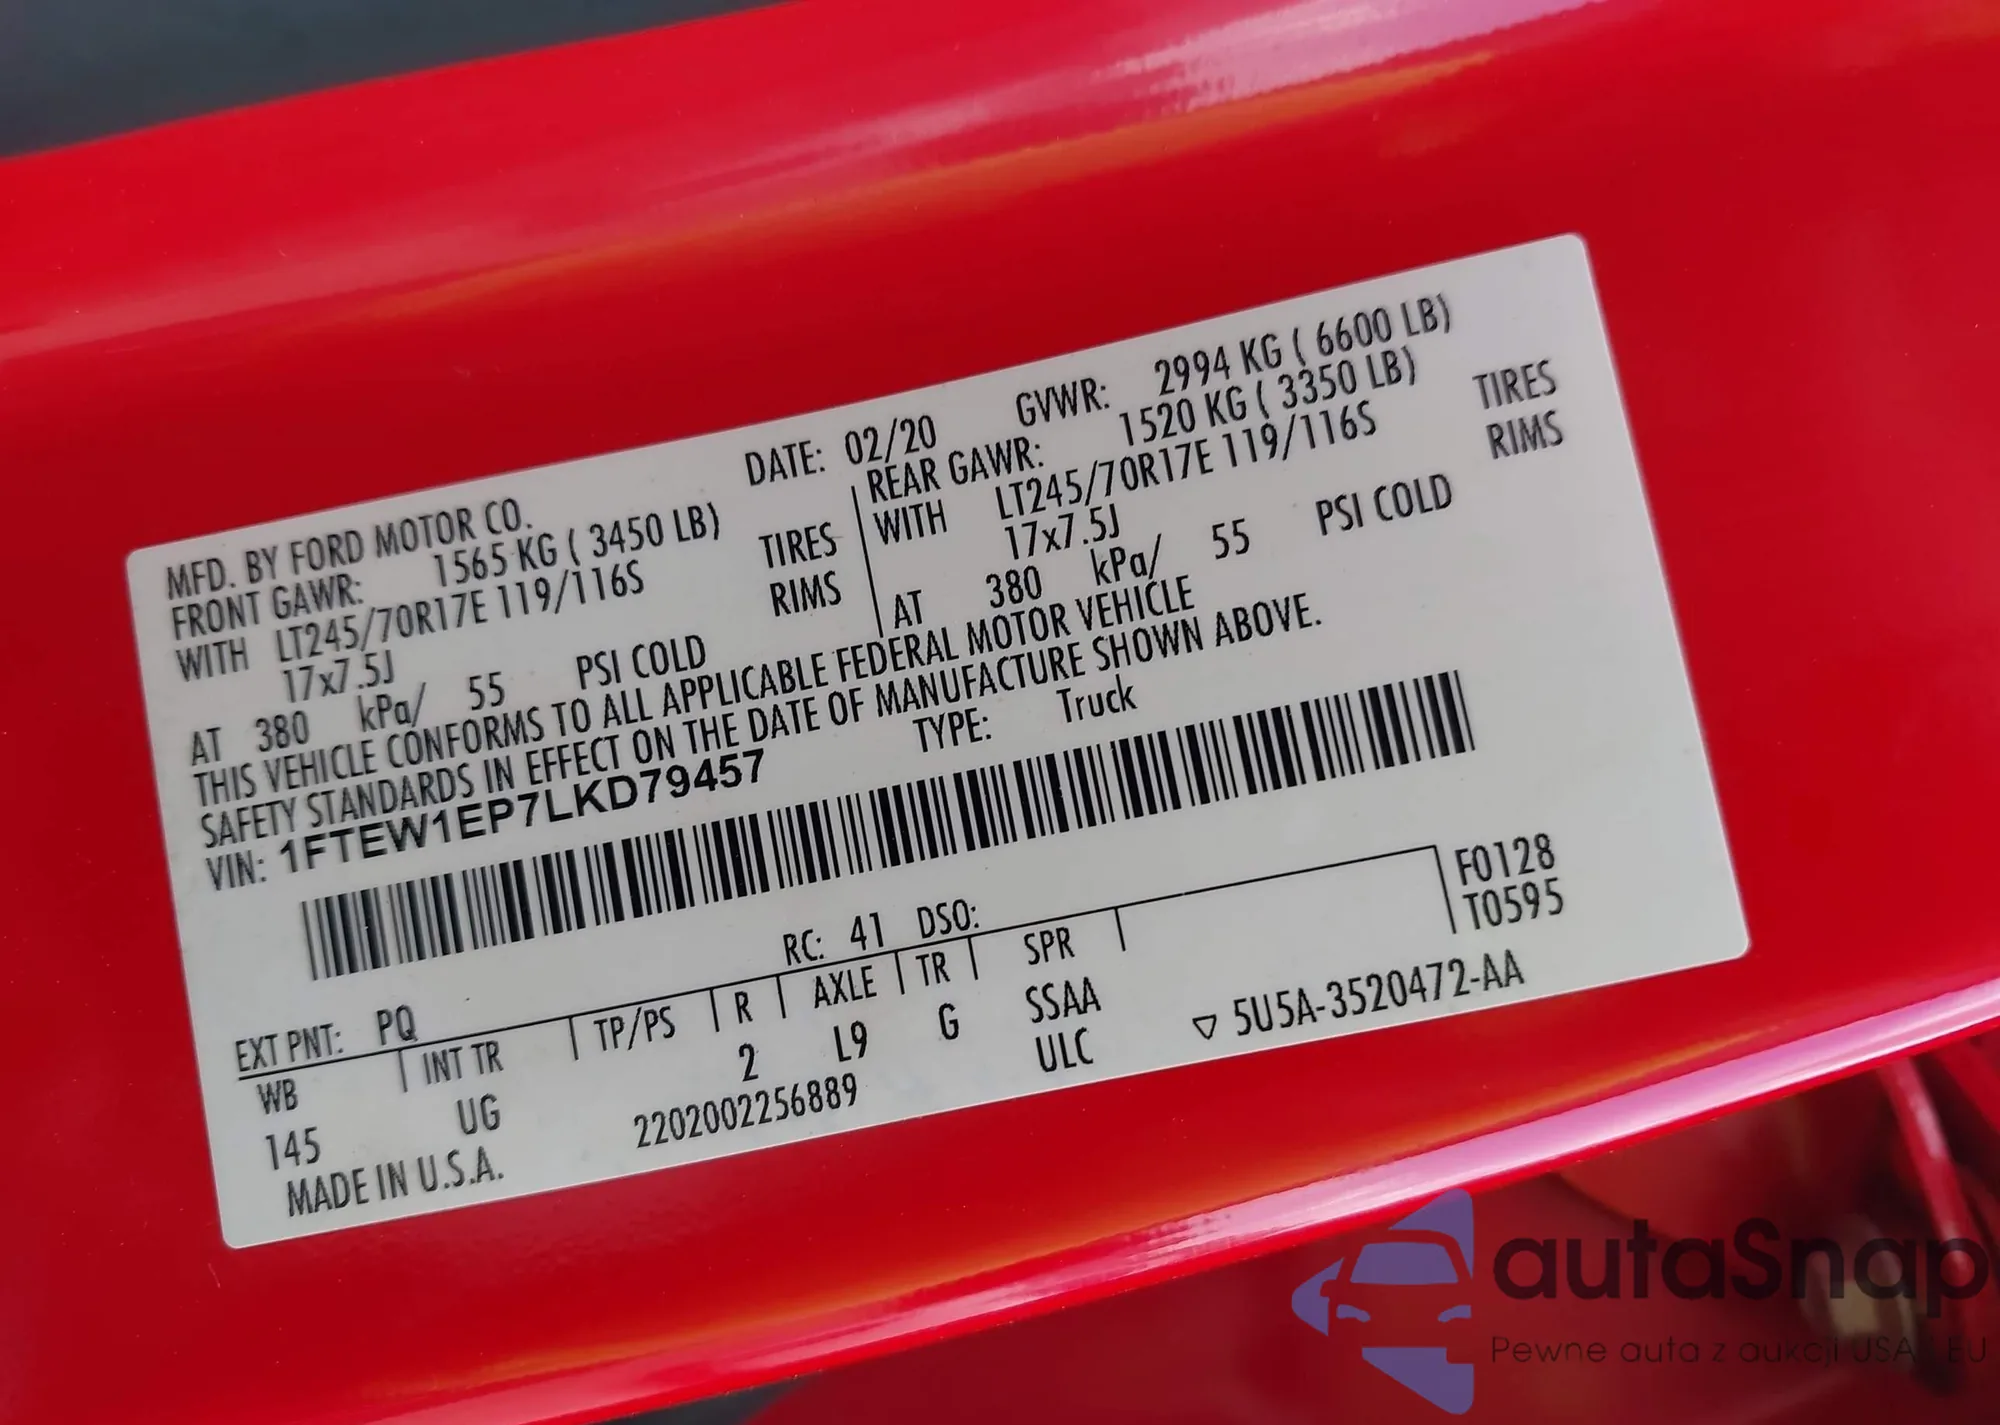 MFD. BY FORD MOTOR CO.
DATE: 02/20 GVWR: 2994 KG ( 6600 LB)
FRONT GAWR: 1565 KG ( 3450 LB)
WITH LT245/70R17E 119/116S TIRES
17x7.5J RIMS
AT 380 kPa/ 55 PSI COLD
REAR GAWR: 1520 KG ( 3350 LB)
WITH LT245/70R17E 119/116S TIRES
17x7.5J RIMS
AT 380 kPa/ 55 PSI COLD
THIS VEHICLE CONFORMS TO ALL APPLICABLE FEDERAL MOTOR VEHICLE
SAFETY STANDARDS IN EFFECT ON THE DATE OF MANUFACTURE SHOWN ABOVE.
VIN: 1FTEW1EP7LKD79457 TYPE: Truck
F0128
T0595
EXT PNT: PQ RC: 41 DSO:
WB INT TR TP/PS R AXLE TR SPR
145 UG 2 L9 G SSAA
ULC
MADE IN U.S.A. 2202002256889 ▽ 5U5A-3520472-AA
autaSnap
Pewne auta z aukcji USA i EU